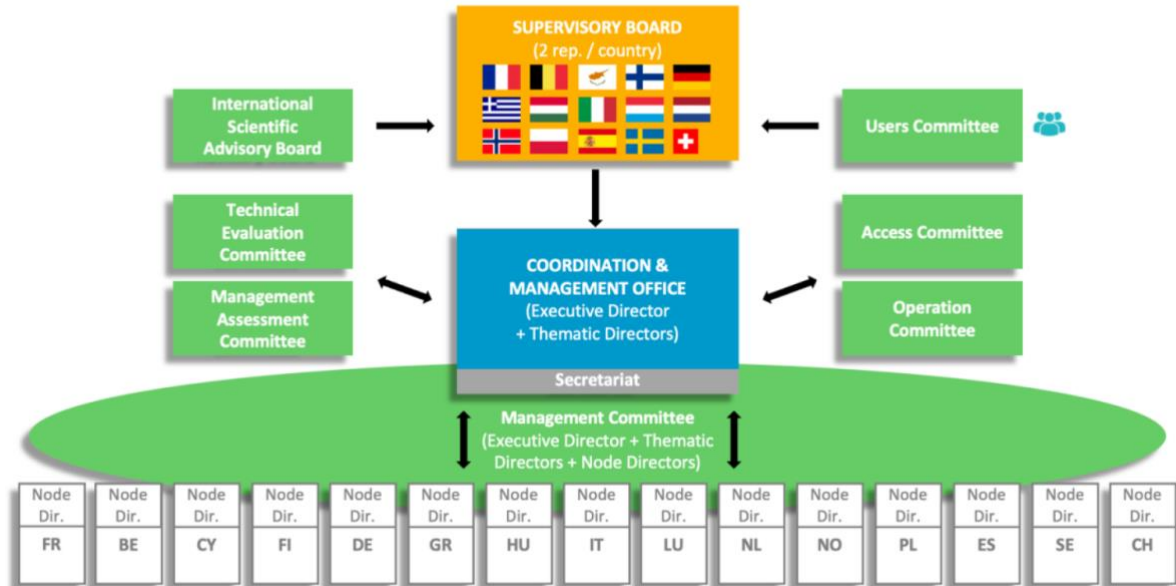 SUPERVISORY BOARD
(2 rep. / country)
International
Scientific
Advisory Board
Users Committee
Technical
Evaluation
Committee
Access Committee
COORDINATION &
MANAGEMENT OFFICE
(Executive Director
+ Thematic Directors)
Management
Assessment
Committee
Operation
Committee
Secretariat
Management Committee
(Executive Director + Thematic
Directors + Node Directors)
Node
Dir.
FR
Node
Dir.
BE
Node
Dir.
CY
Node
Dir.
FI
Node
Dir.
DE
Node
Dir.
GR
Node
Dir.
HU
Node
Dir.
IT
Node
Dir.
LU
Node
Dir.
NL
Node
Dir.
NO
Node
Dir.
PL
Node
Dir.
ES
Node
Dir.
SE
Node
Dir.
CH